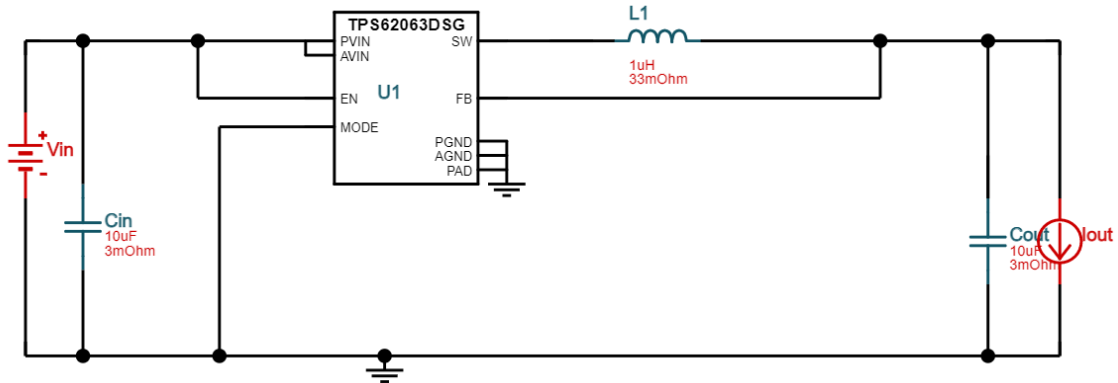 TPS62063DSG
PVIN
AVIN
SW
L1
1uH
33mOhm
U1
EN
FB
MODE
PGND
AGND
PAD
+
Vin
-
Cin
10uF
3mOhm
Cout
10uF
3mOhm
Iout